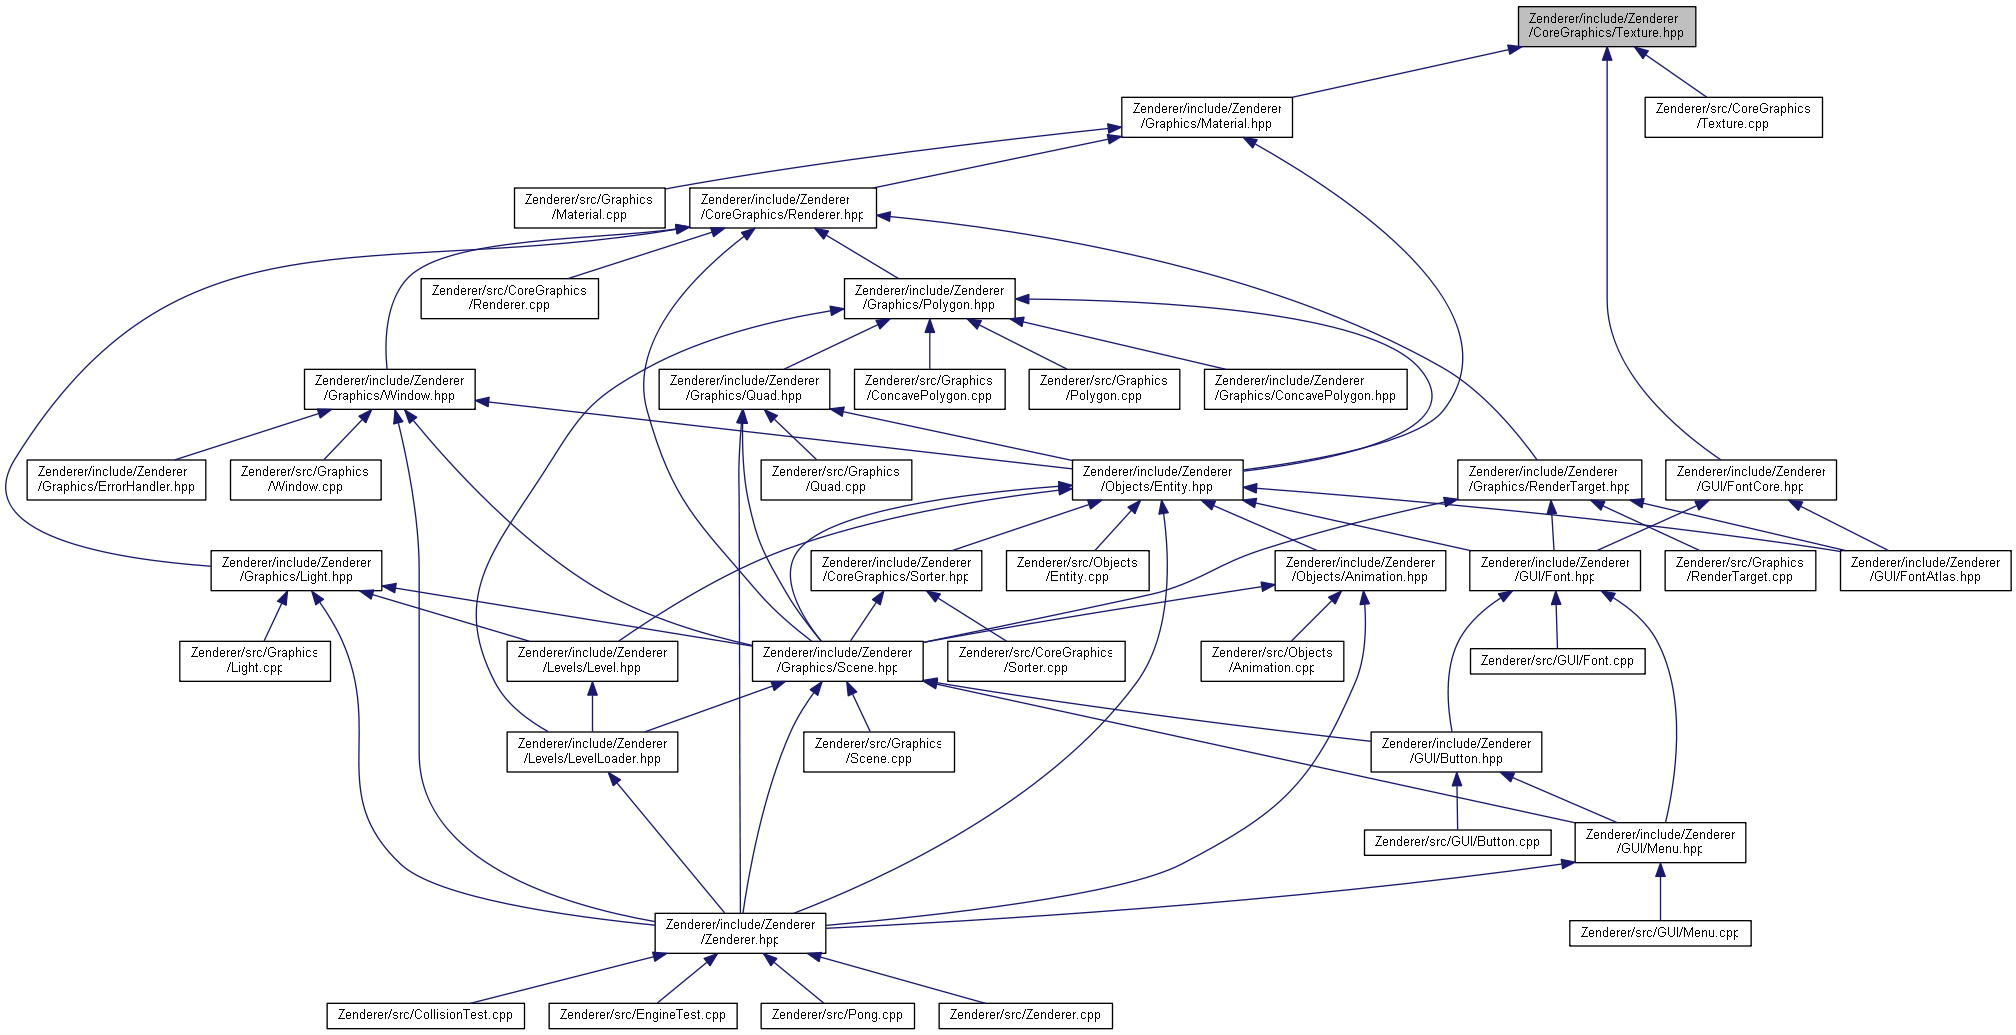 Zenderer/include/Zenderer
/CoreGraphics/Texture.hpp
Zenderer/include/Zenderer
/Graphics/Material.hpp
Zenderer/src/CoreGraphics
/Texture.cpp
Zenderer/src/Graphics
/Material.cpp
Zenderer/include/Zenderer
/CoreGraphics/Renderer.hpp
Zenderer/src/CoreGraphics
/Renderer.cpp
Zenderer/include/Zenderer
/Graphics/Polygon.hpp
Zenderer/include/Zenderer
/Graphics/Window.hpp
Zenderer/include/Zenderer
/Graphics/Quad.hpp
Zenderer/src/Graphics
/ConcavePolygon.cpp
Zenderer/src/Graphics
/Polygon.cpp
Zenderer/include/Zenderer
/Graphics/ConcavePolygon.hpp
Zenderer/include/Zenderer
/Graphics/ErrorHandler.hpp
Zenderer/src/Graphics
/Window.cpp
Zenderer/src/Graphics
/Quad.cpp
Zenderer/include/Zenderer
/Objects/Entity.hpp
Zenderer/include/Zenderer
/Graphics/RenderTarget.hpp
Zenderer/include/Zenderer
/GUI/FontCore.hpp
Zenderer/include/Zenderer
/Graphics/Light.hpp
Zenderer/include/Zenderer
/CoreGraphics/Sorter.hpp
Zenderer/src/Objects
/Entity.cpp
Zenderer/include/Zenderer
/Objects/Animation.hpp
Zenderer/include/Zenderer
/GUI/Font.hpp
Zenderer/src/Graphics
/RenderTarget.cpp
Zenderer/include/Zenderer
/GUI/FontAtlas.hpp
Zenderer/src/Graphics
/Light.cpp
Zenderer/include/Zenderer
/Levels/Level.hpp
Zenderer/include/Zenderer
/Graphics/Scene.hpp
Zenderer/src/CoreGraphics
/Sorter.cpp
Zenderer/src/Objects
/Animation.cpp
Zenderer/src/GUI/Font.cpp
Zenderer/include/Zenderer
/Levels/LevelLoader.hpp
Zenderer/src/Graphics
/Scene.cpp
Zenderer/include/Zenderer
/GUI/Button.hpp
Zenderer/src/GUI/Button.cpp
Zenderer/include/Zenderer
/GUI/Menu.hpp
Zenderer/include/Zenderer
/Zenderer.hpp
Zenderer/src/GUI/Menu.cpp
Zenderer/src/CollisionTest.cpp
Zenderer/src/EngineTest.cpp
Zenderer/src/Pong.cpp
Zenderer/src/Zenderer.cpp